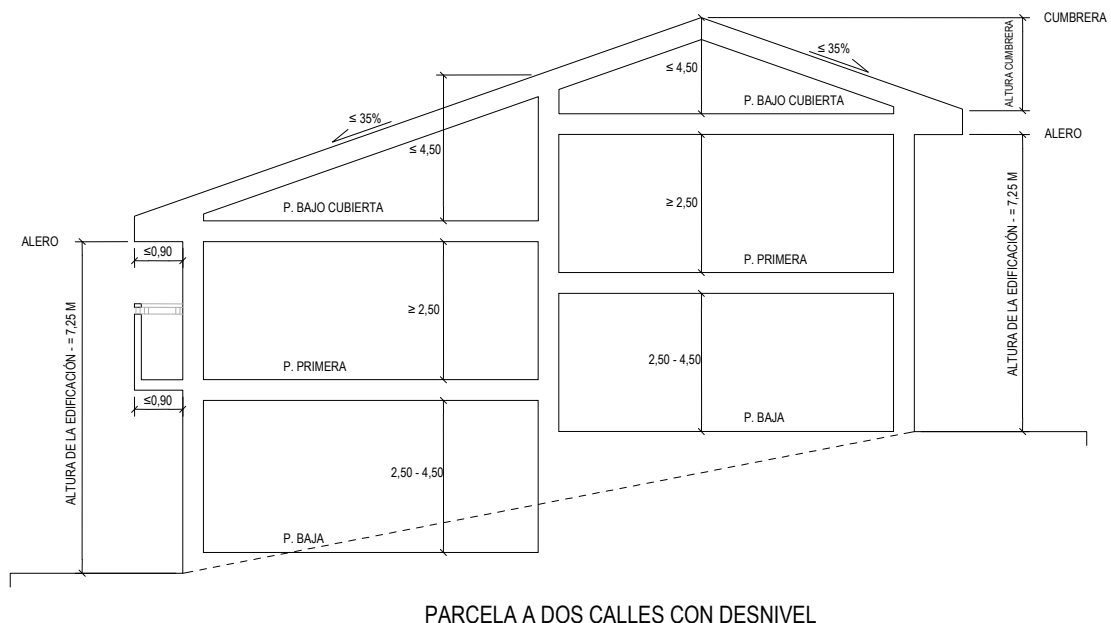 CUMBRERA
ALTURA CUMBRERA
≤ 35%
≤ 4,50
P. BAJO CUBIERTA
ALERO
≤ 35%
≤ 4,50
P. BAJO CUBIERTA
≥ 2,50
P. PRIMERA
ALTURA DE LA EDIFICACIÓN - = 7,25 M
ALERO
≤0,90
≥ 2,50
P. PRIMERA
ALTURA DE LA EDIFICACIÓN - = 7,25 M
≤0,90
2,50 - 4,50
P. BAJA
2,50 - 4,50
P. BAJA
PARCELA A DOS CALLES CON DESNIVEL